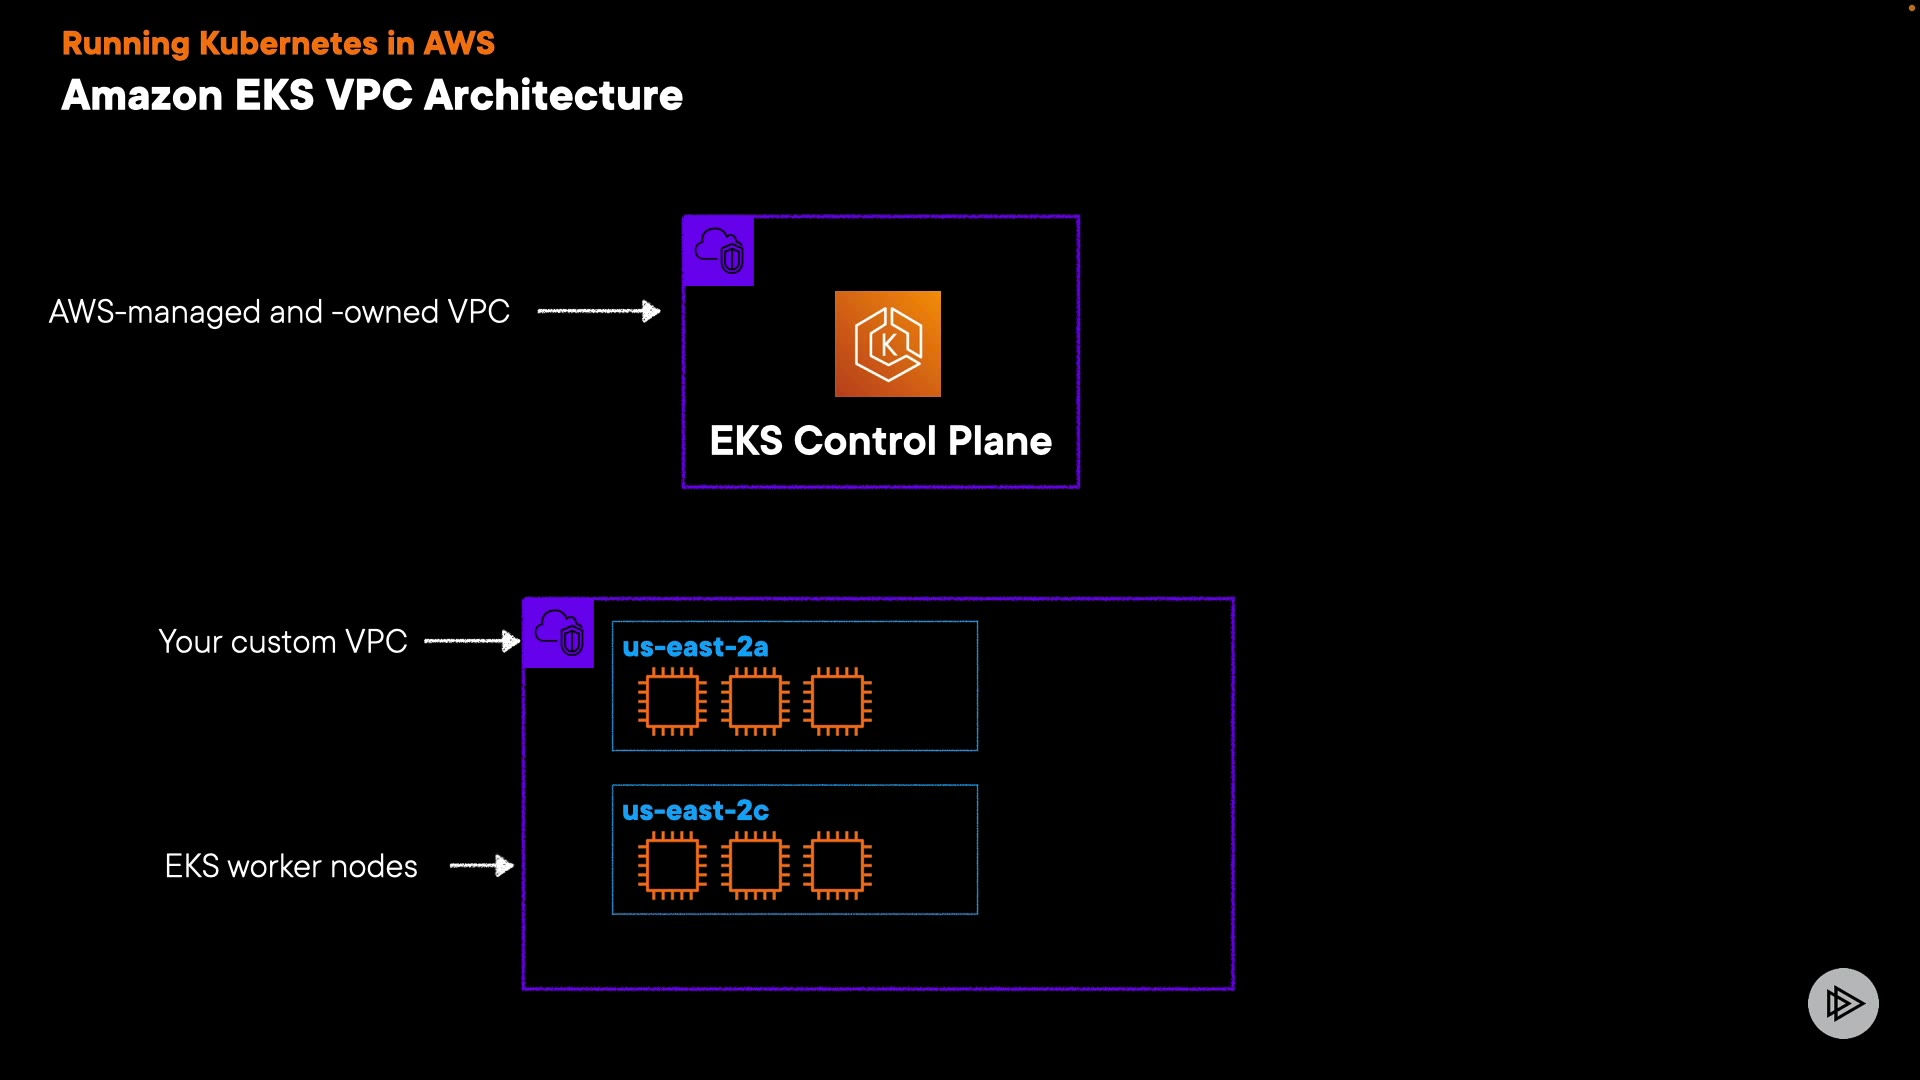 Running Kubernetes in AWS
Amazon EKS VPC Architecture
AWS-managed and -owned VPC
K
EKS Control Plane
Your custom VPC
us-east-2a
us-east-2c
EKS worker nodes